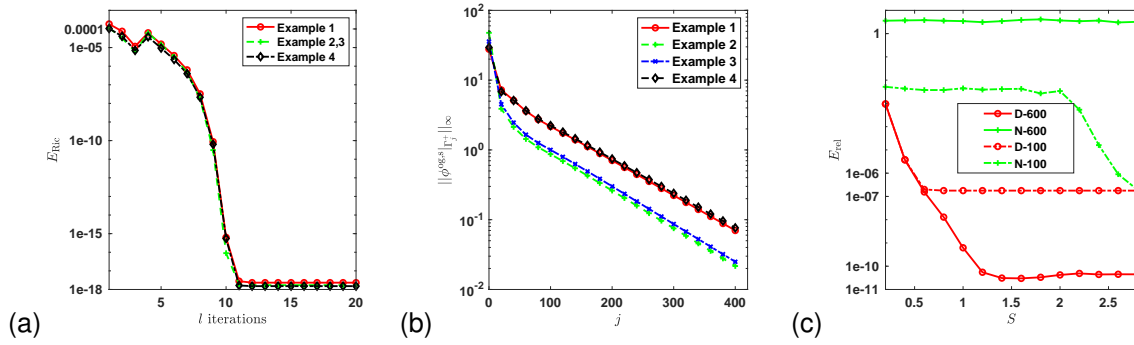 0.0001
1e-05
1e-10
1e-15
1e-18
5
10
15
20
E_Ric
l iterations
Example 1
Example 2,3
Example 4
(a)
10^2
10^1
10^0
10^-1
10^-2
0
100
200
300
400
||ϕ^{og,s}|_{Γ_j^+}||_∞
j
Example 1
Example 2
Example 3
Example 4
(b)
1
1e-06
1e-07
1e-10
1e-11
0.5
1
1.5
2
2.5
E_rel
S
D-600
N-600
D-100
N-100
(c)